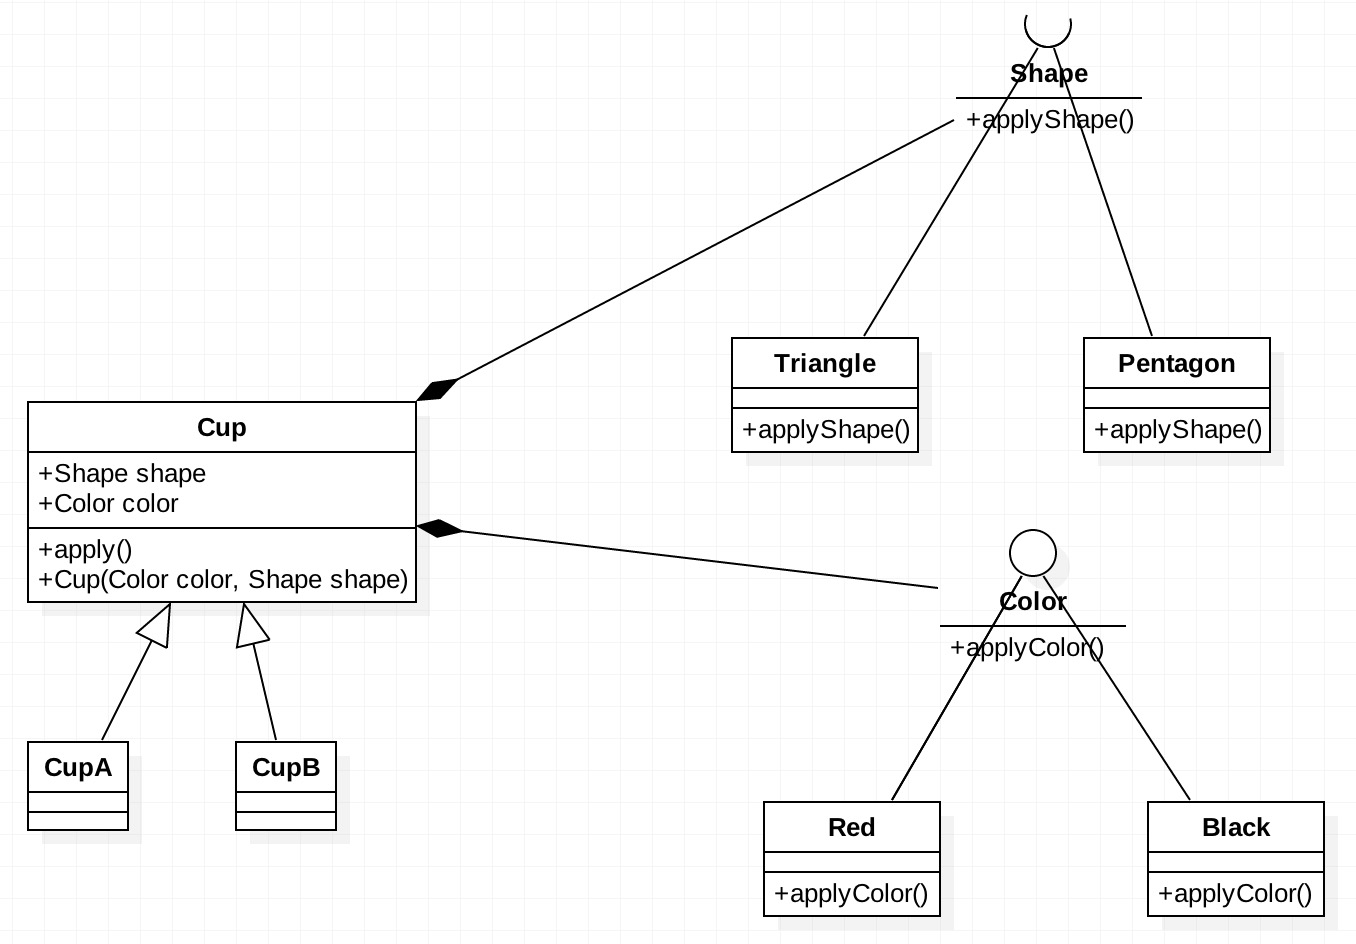 Shape
+applyShape()
Triangle
+applyShape()
Pentagon
+applyShape()
Cup
+Shape shape
+Color color
+apply()
+Cup(Color color, Shape shape)
Color
+applyColor()
CupA
CupB
Red
+applyColor()
Black
+applyColor()